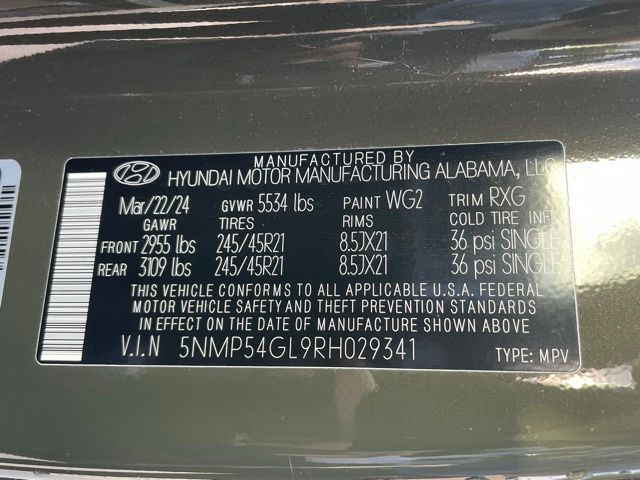 MANUFACTURED BY
HYUNDAI MOTOR MANUFACTURING ALABAMA, LLC
Mar/22/24 GVWR 5534 lbs PAINT WG2 TRIM RXG
GAWR TIRES RIMS COLD TIRE INFL
FRONT 2955 lbs 245/45R21 8.5JX21 36 psi SINGLE
REAR 3109 lbs 245/45R21 8.5JX21 36 psi SINGLE
THIS VEHICLE CONFORMS TO ALL APPLICABLE U.S.A. FEDERAL
MOTOR VEHICLE SAFETY AND THEFT PREVENTION STANDARDS
IN EFFECT ON THE DATE OF MANUFACTURE SHOWN ABOVE.
V.I.N 5NMP54GL9RH029341 TYPE: MPV